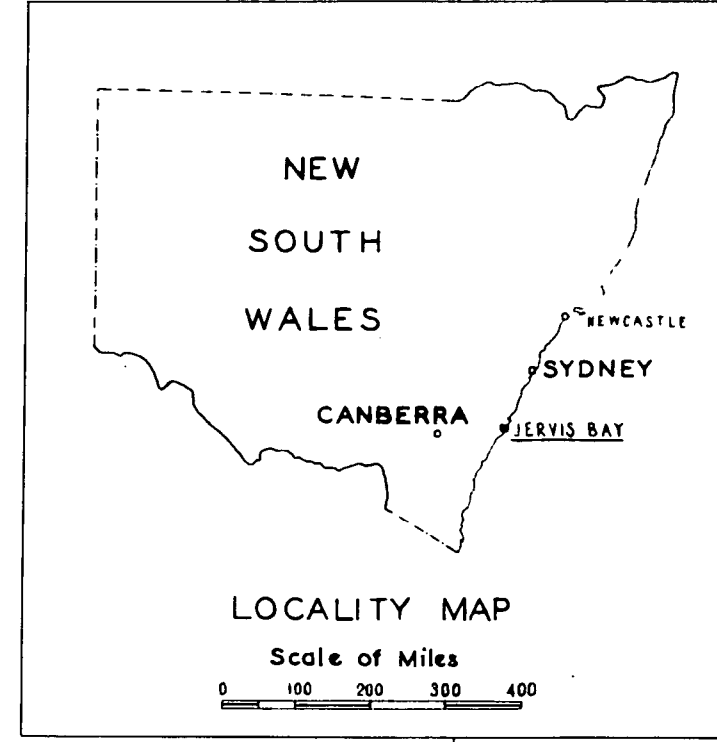 NEW
SOUTH
WALES
NEWCASTLE
SYDNEY
CANBERRA
JERVIS BAY
LOCALITY MAP
Scale of Miles
0 100 200 300 400